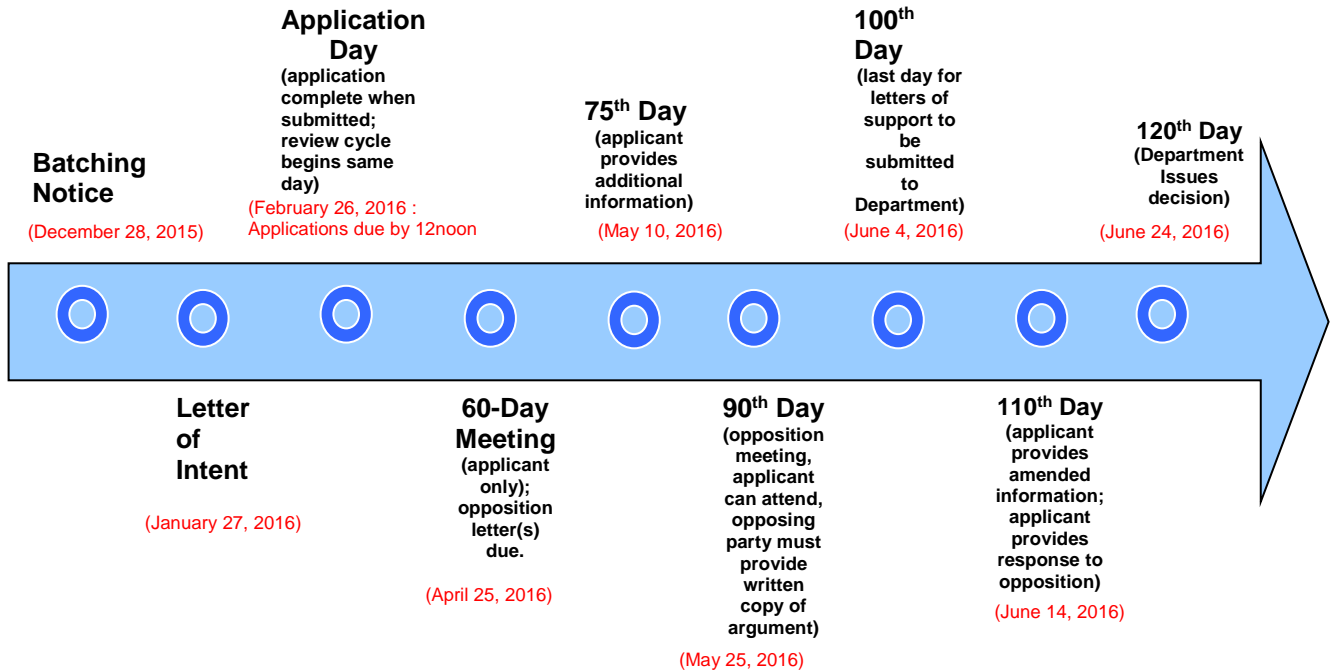 Batching
Notice
(December 28, 2015)
Letter
of
Intent
(January 27, 2016)
Application
Day
(application
complete when
submitted;
review cycle
begins same
day)
(February 26, 2016 :
Applications due by 12noon
60-Day
Meeting
(applicant
only);
opposition
letter(s)
due.
(April 25, 2016)
75th Day
(applicant
provides
additional
information)
(May 10, 2016)
90th Day
(opposition
meeting,
applicant
can attend,
opposing
party must
provide
written
copy of
argument)
(May 25, 2016)
100th
Day
(last day for
letters of
support to
be
submitted
to
Department)
(June 4, 2016)
110th Day
(applicant
provides
amended
information;
applicant
provides
response to
opposition)
(June 14, 2016)
120th Day
(Department
Issues
decision)
(June 24, 2016)